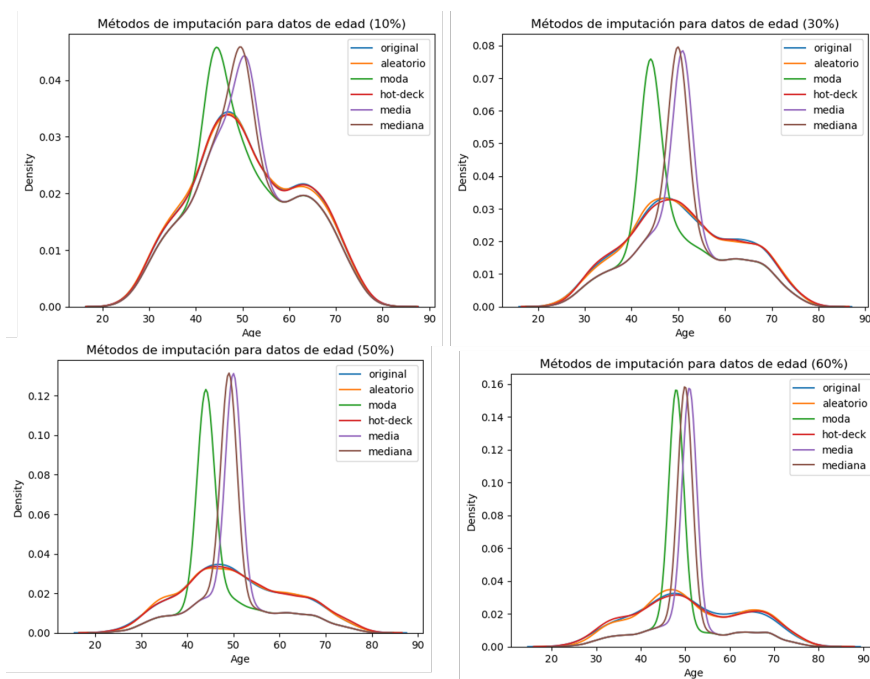 Métodos de imputación para datos de edad (10%)
original
aleatorio
moda
hot-deck
media
mediana
Density
0.04
0.03
0.02
0.01
0.00
20 30 40 50 60 70 80 90
Age
Métodos de imputación para datos de edad (30%)
original
aleatorio
moda
hot-deck
media
mediana
Density
0.08
0.07
0.06
0.05
0.04
0.03
0.02
0.01
0.00
20 30 40 50 60 70 80 90
Age
Métodos de imputación para datos de edad (50%)
original
aleatorio
moda
hot-deck
media
mediana
Density
0.12
0.10
0.08
0.06
0.04
0.02
0.00
20 30 40 50 60 70 80 90
Age
Métodos de imputación para datos de edad (60%)
original
aleatorio
moda
hot-deck
media
mediana
Density
0.16
0.14
0.12
0.10
0.08
0.06
0.04
0.02
0.00
20 30 40 50 60 70 80 90
Age